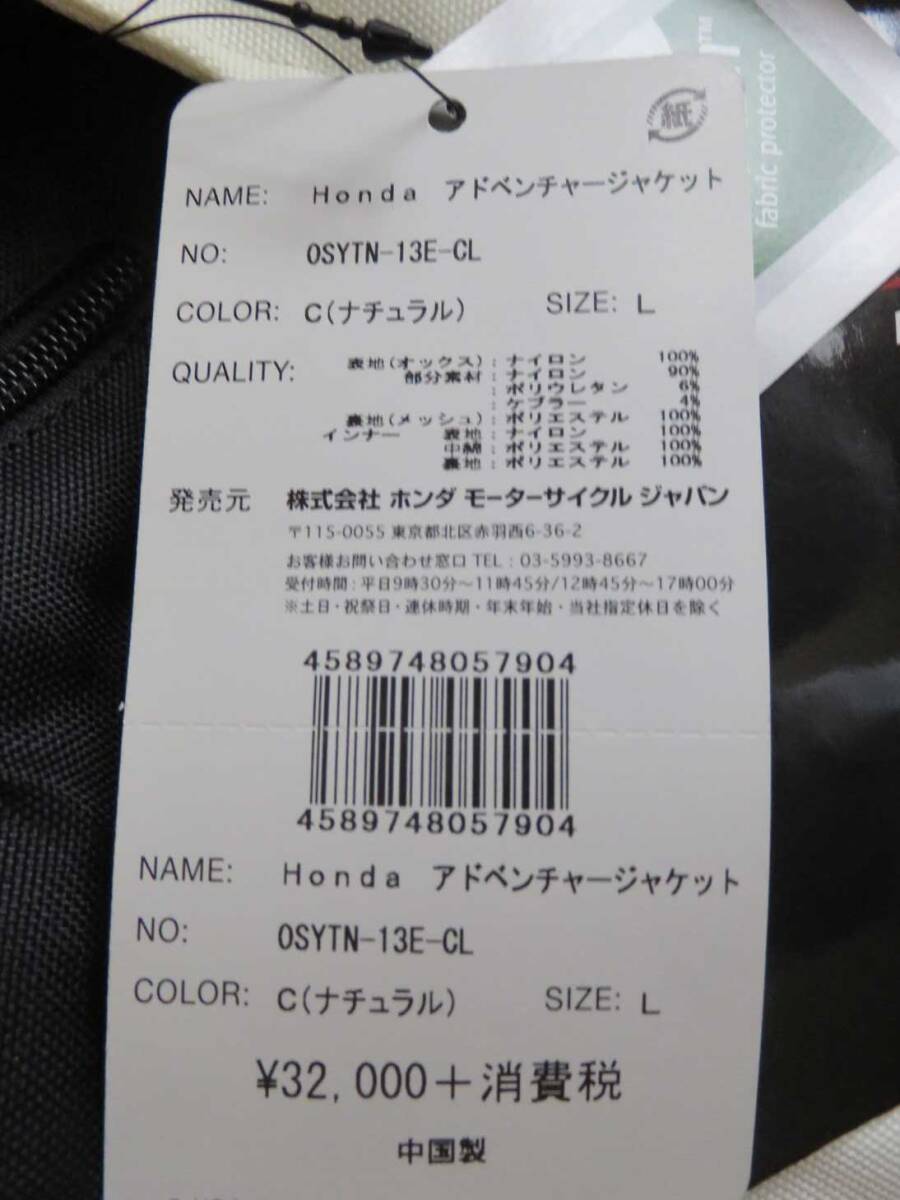 紙
fabric protector
NAME: Honda アドベンチャージャケット
NO: 0SYTN-13E-CL
COLOR: C(ナチュラル) SIZE: L
QUALITY: 表地(オックス): ナイロン 100%
部分素材: ナイロン 90%
: ポリウレタン 6%
: ケブラー 4%
裏地(メッシュ): ポリエステル 100%
インナー 表地: ナイロン 100%
中綿: ポリエステル 100%
裏地: ポリエステル 100%
発売元 株式会社 ホンダ モーターサイクル ジャパン
〒115-0055 東京都北区赤羽西6-36-2
お客様お問い合わせ窓口 TEL : 03-5993-8667
受付時間 : 平日9時30分〜11時45分/12時45分〜17時00分
※土日・祝祭日・連休時期・年末年始・当社指定休日を除く
4589748057904
4589748057904
NAME: Honda アドベンチャージャケット
NO: 0SYTN-13E-CL
COLOR: C(ナチュラル) SIZE: L
¥32,000+消費税
中国製